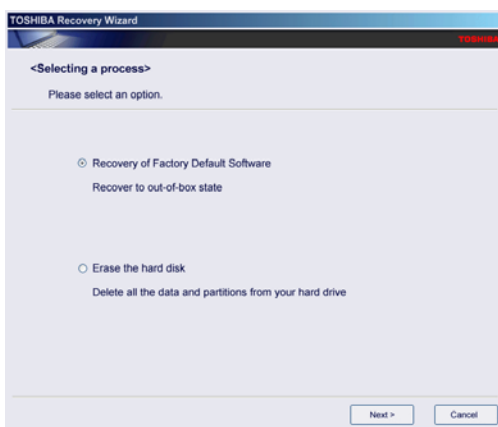 TOSHIBA Recovery Wizard
TOSHIBA
<Selecting a process>
Please select an option.
Recovery of Factory Default Software
Recover to out-of-box state
Erase the hard disk
Delete all the data and partitions from your hard drive
Next >
Cancel